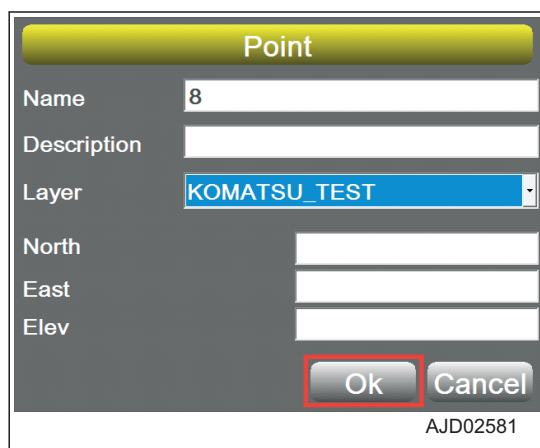 Point
Name 8
Description
Layer KOMATSU_TEST
North
East
Elev
Ok Cancel
AJD02581